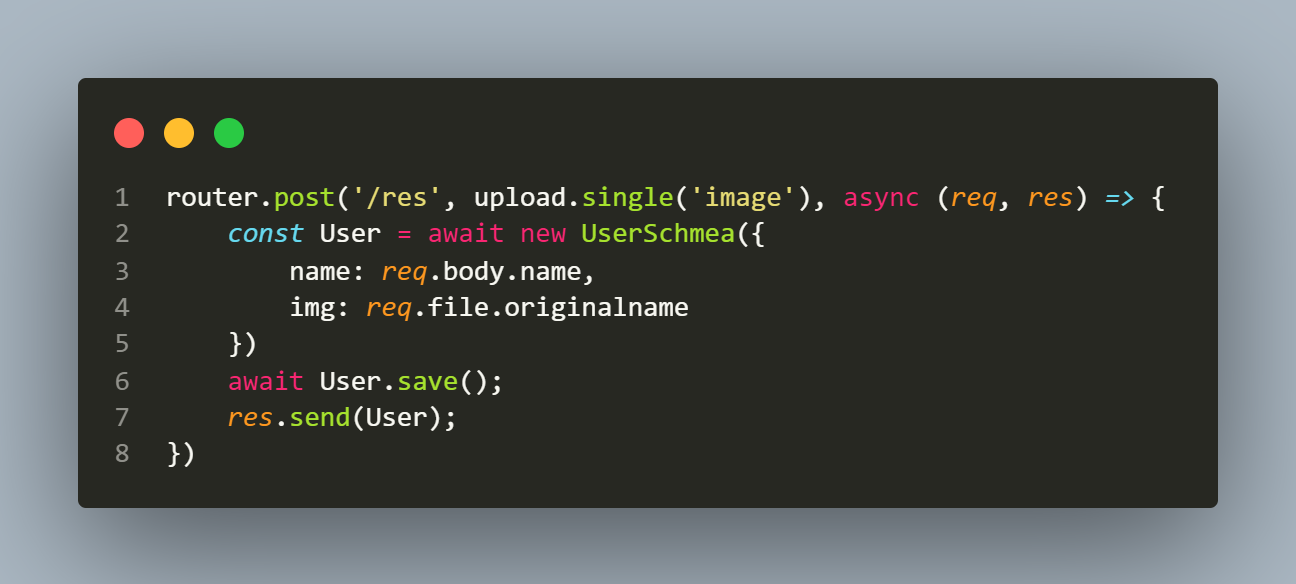 1 router.post('/res', upload.single('image'), async (req, res) => {
2     const User = await new UserSchmea({
3         name: req.body.name,
4         img: req.file.originalname
5     })
6     await User.save();
7     res.send(User);
8 })